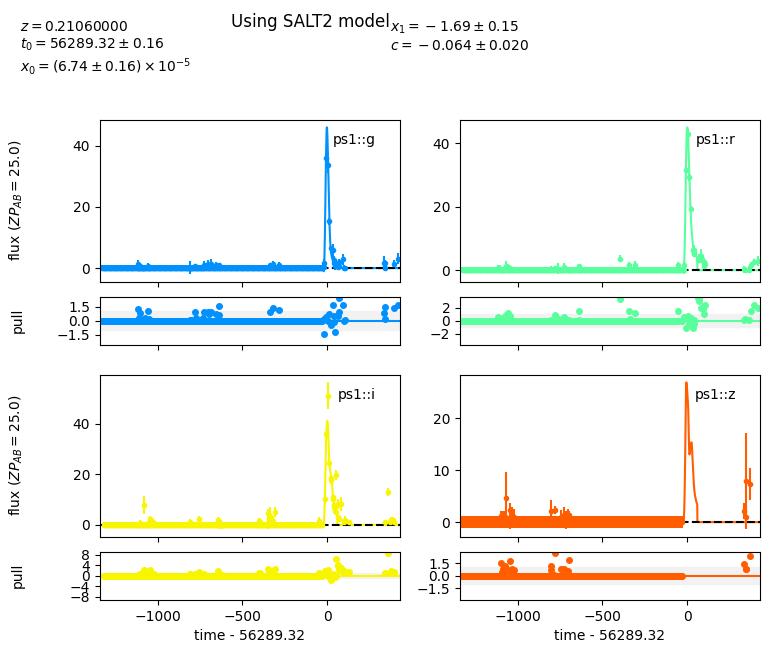 Using SALT2 model
z = 0.21060000
t₀ = 56289.32 ± 0.16
x₀ = (6.74 ± 0.16) × 10⁻⁵
x₁ = −1.69 ± 0.15
c = −0.064 ± 0.020
flux (ZP_AB = 25.0)
40
20
0
ps1::g
40
20
0
ps1::r
pull
1.5
0.0
−1.5
2
0
−2
flux (ZP_AB = 25.0)
40
20
0
ps1::i
20
10
0
ps1::z
pull
8
4
0
−4
−8
1.5
0.0
−1.5
−1000 −500 0
−1000 −500 0
time - 56289.32
time - 56289.32